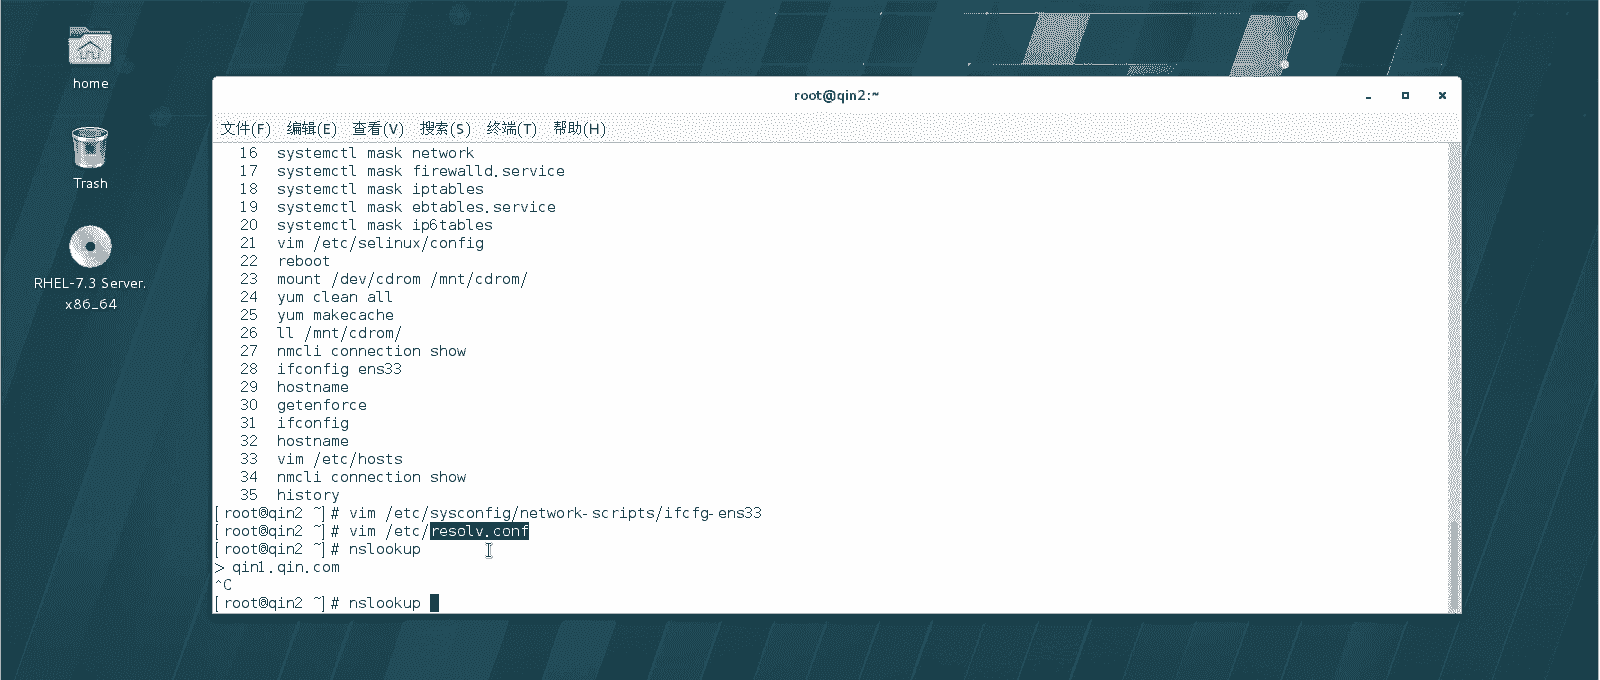 home
Trash
RHEL-7.3 Server.
x86_64
root@qin2:~
文件(F) 编辑(E) 查看(V) 搜索(S) 终端(T) 帮助(H)
16 systemctl mask network
17 systemctl mask firewalld.service
18 systemctl mask iptables
19 systemctl mask ebtables.service
20 systemctl mask ip6tables
21 vim /etc/selinux/config
22 reboot
23 mount /dev/cdrom /mnt/cdrom/
24 yum clean all
25 yum makecache
26 ll /mnt/cdrom/
27 nmcli connection show
28 ifconfig ens33
29 hostname
30 getenforce
31 ifconfig
32 hostname
33 vim /etc/hosts
34 nmcli connection show
35 history
[root@qin2 ~]# vim /etc/sysconfig/network-scripts/ifcfg-ens33
[root@qin2 ~]# vim /etc/resolv.conf
[root@qin2 ~]# nslookup
> qin1.qin.com
^C
[root@qin2 ~]# nslookup